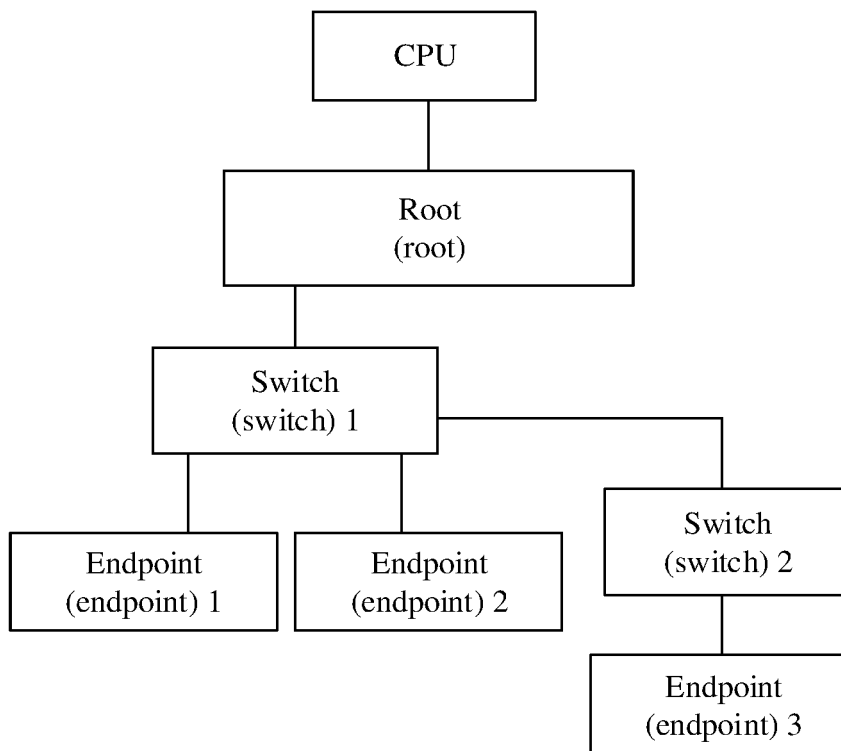 CPU
Root
(root)
Switch
(switch) 1
Endpoint
(endpoint) 1
Endpoint
(endpoint) 2
Switch
(switch) 2
Endpoint
(endpoint) 3